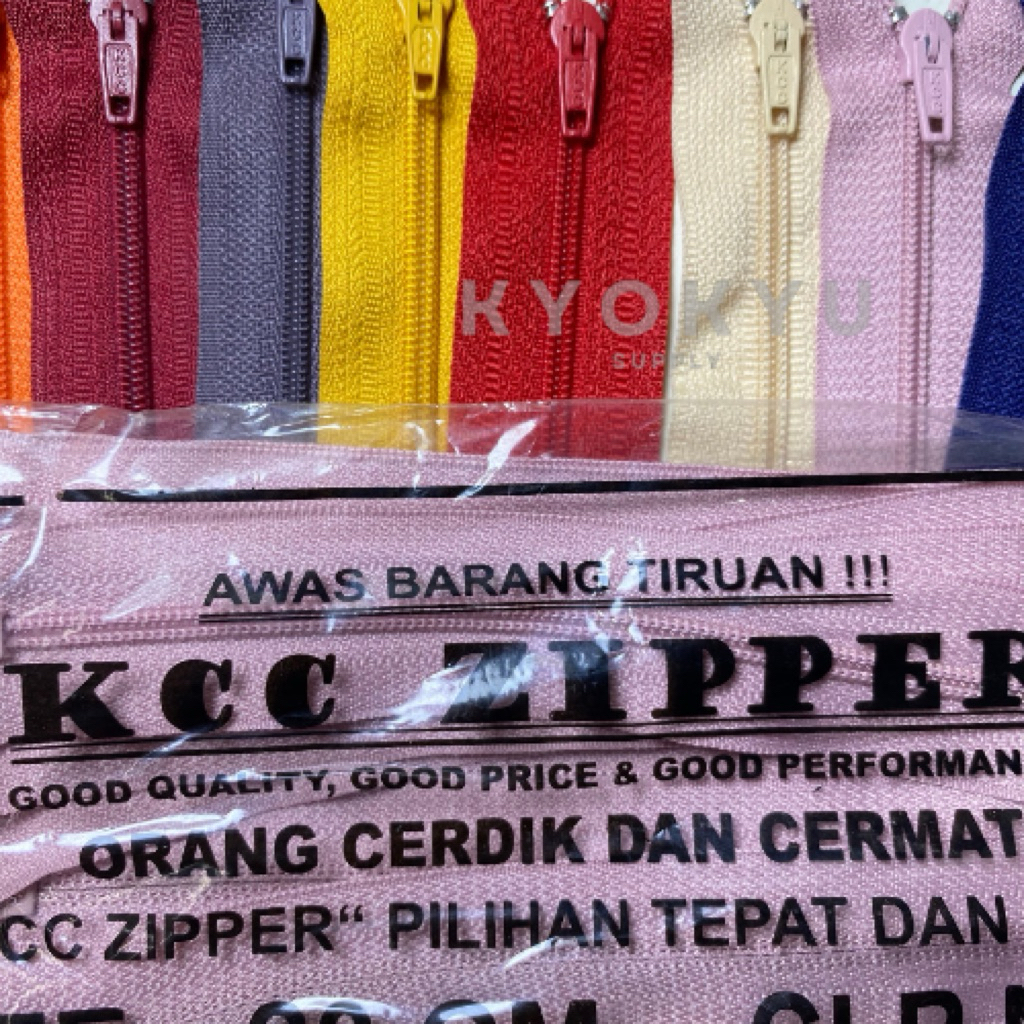 KYOKYU
SUPPLY
AWAS BARANG TIRUAN !!!
KCC ZIPPER
GOOD QUALITY, GOOD PRICE & GOOD PERFORMAN
ORANG CERDIK DAN CERMAT
CC ZIPPER“ PILIHAN TEPAT DAN
CM